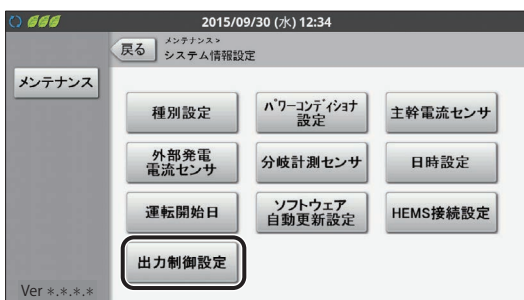 2015/09/30 (水) 12:34
戻る
メンテナンス >
システム情報設定
メンテナンス
種別設定
パワーコンディショナ
設定
主幹電流センサ
外部発電
電流センサ
分岐計測センサ
日時設定
運転開始日
ソフトウェア
自動更新設定
HEMS接続設定
出力制御設定
Ver *.*.*.*